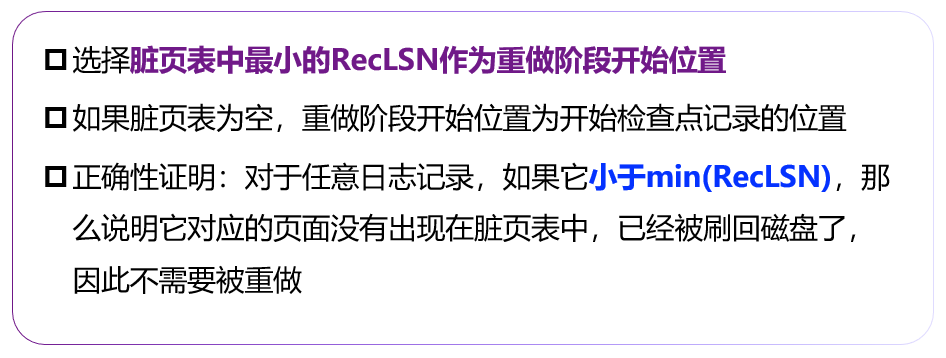 选择脏页表中最小的RecLSN作为重做阶段开始位置
如果脏页表为空，重做阶段开始位置为开始检查点记录的位置
正确性证明：对于任意日志记录，如果它小于min(RecLSN)，那
么说明它对应的页面没有出现在脏页表中，已经被刷回磁盘了，
因此不需要被重做